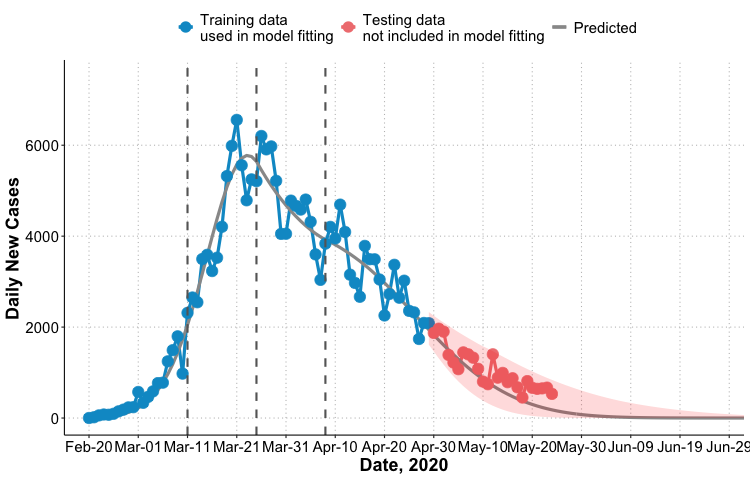 Training data
used in model fitting
Testing data
not included in model fitting
Predicted
Daily New Cases
6000
4000
2000
0
Feb-20 Mar-01 Mar-11 Mar-21 Mar-31 Apr-10 Apr-20 Apr-30 May-10 May-20 May-30 Jun-09 Jun-19 Jun-29
Date, 2020